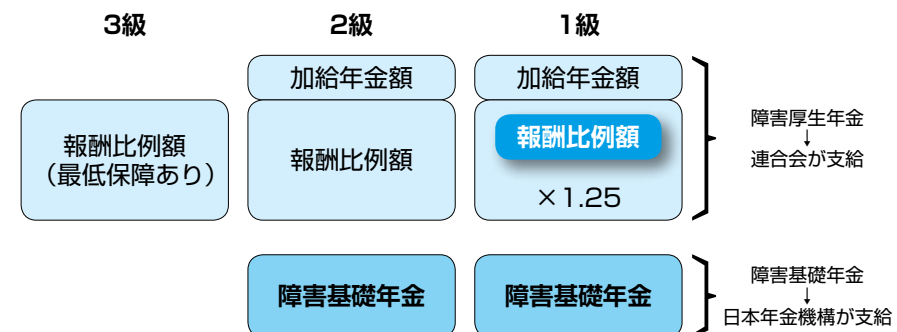 3級
2級
1級
加給年金額
加給年金額
報酬比例額
（最低保障あり）
報酬比例額
報酬比例額
×1.25
障害厚生年金
↓
連合会が支給
障害基礎年金
障害基礎年金
障害基礎年金
↓
日本年金機構が支給